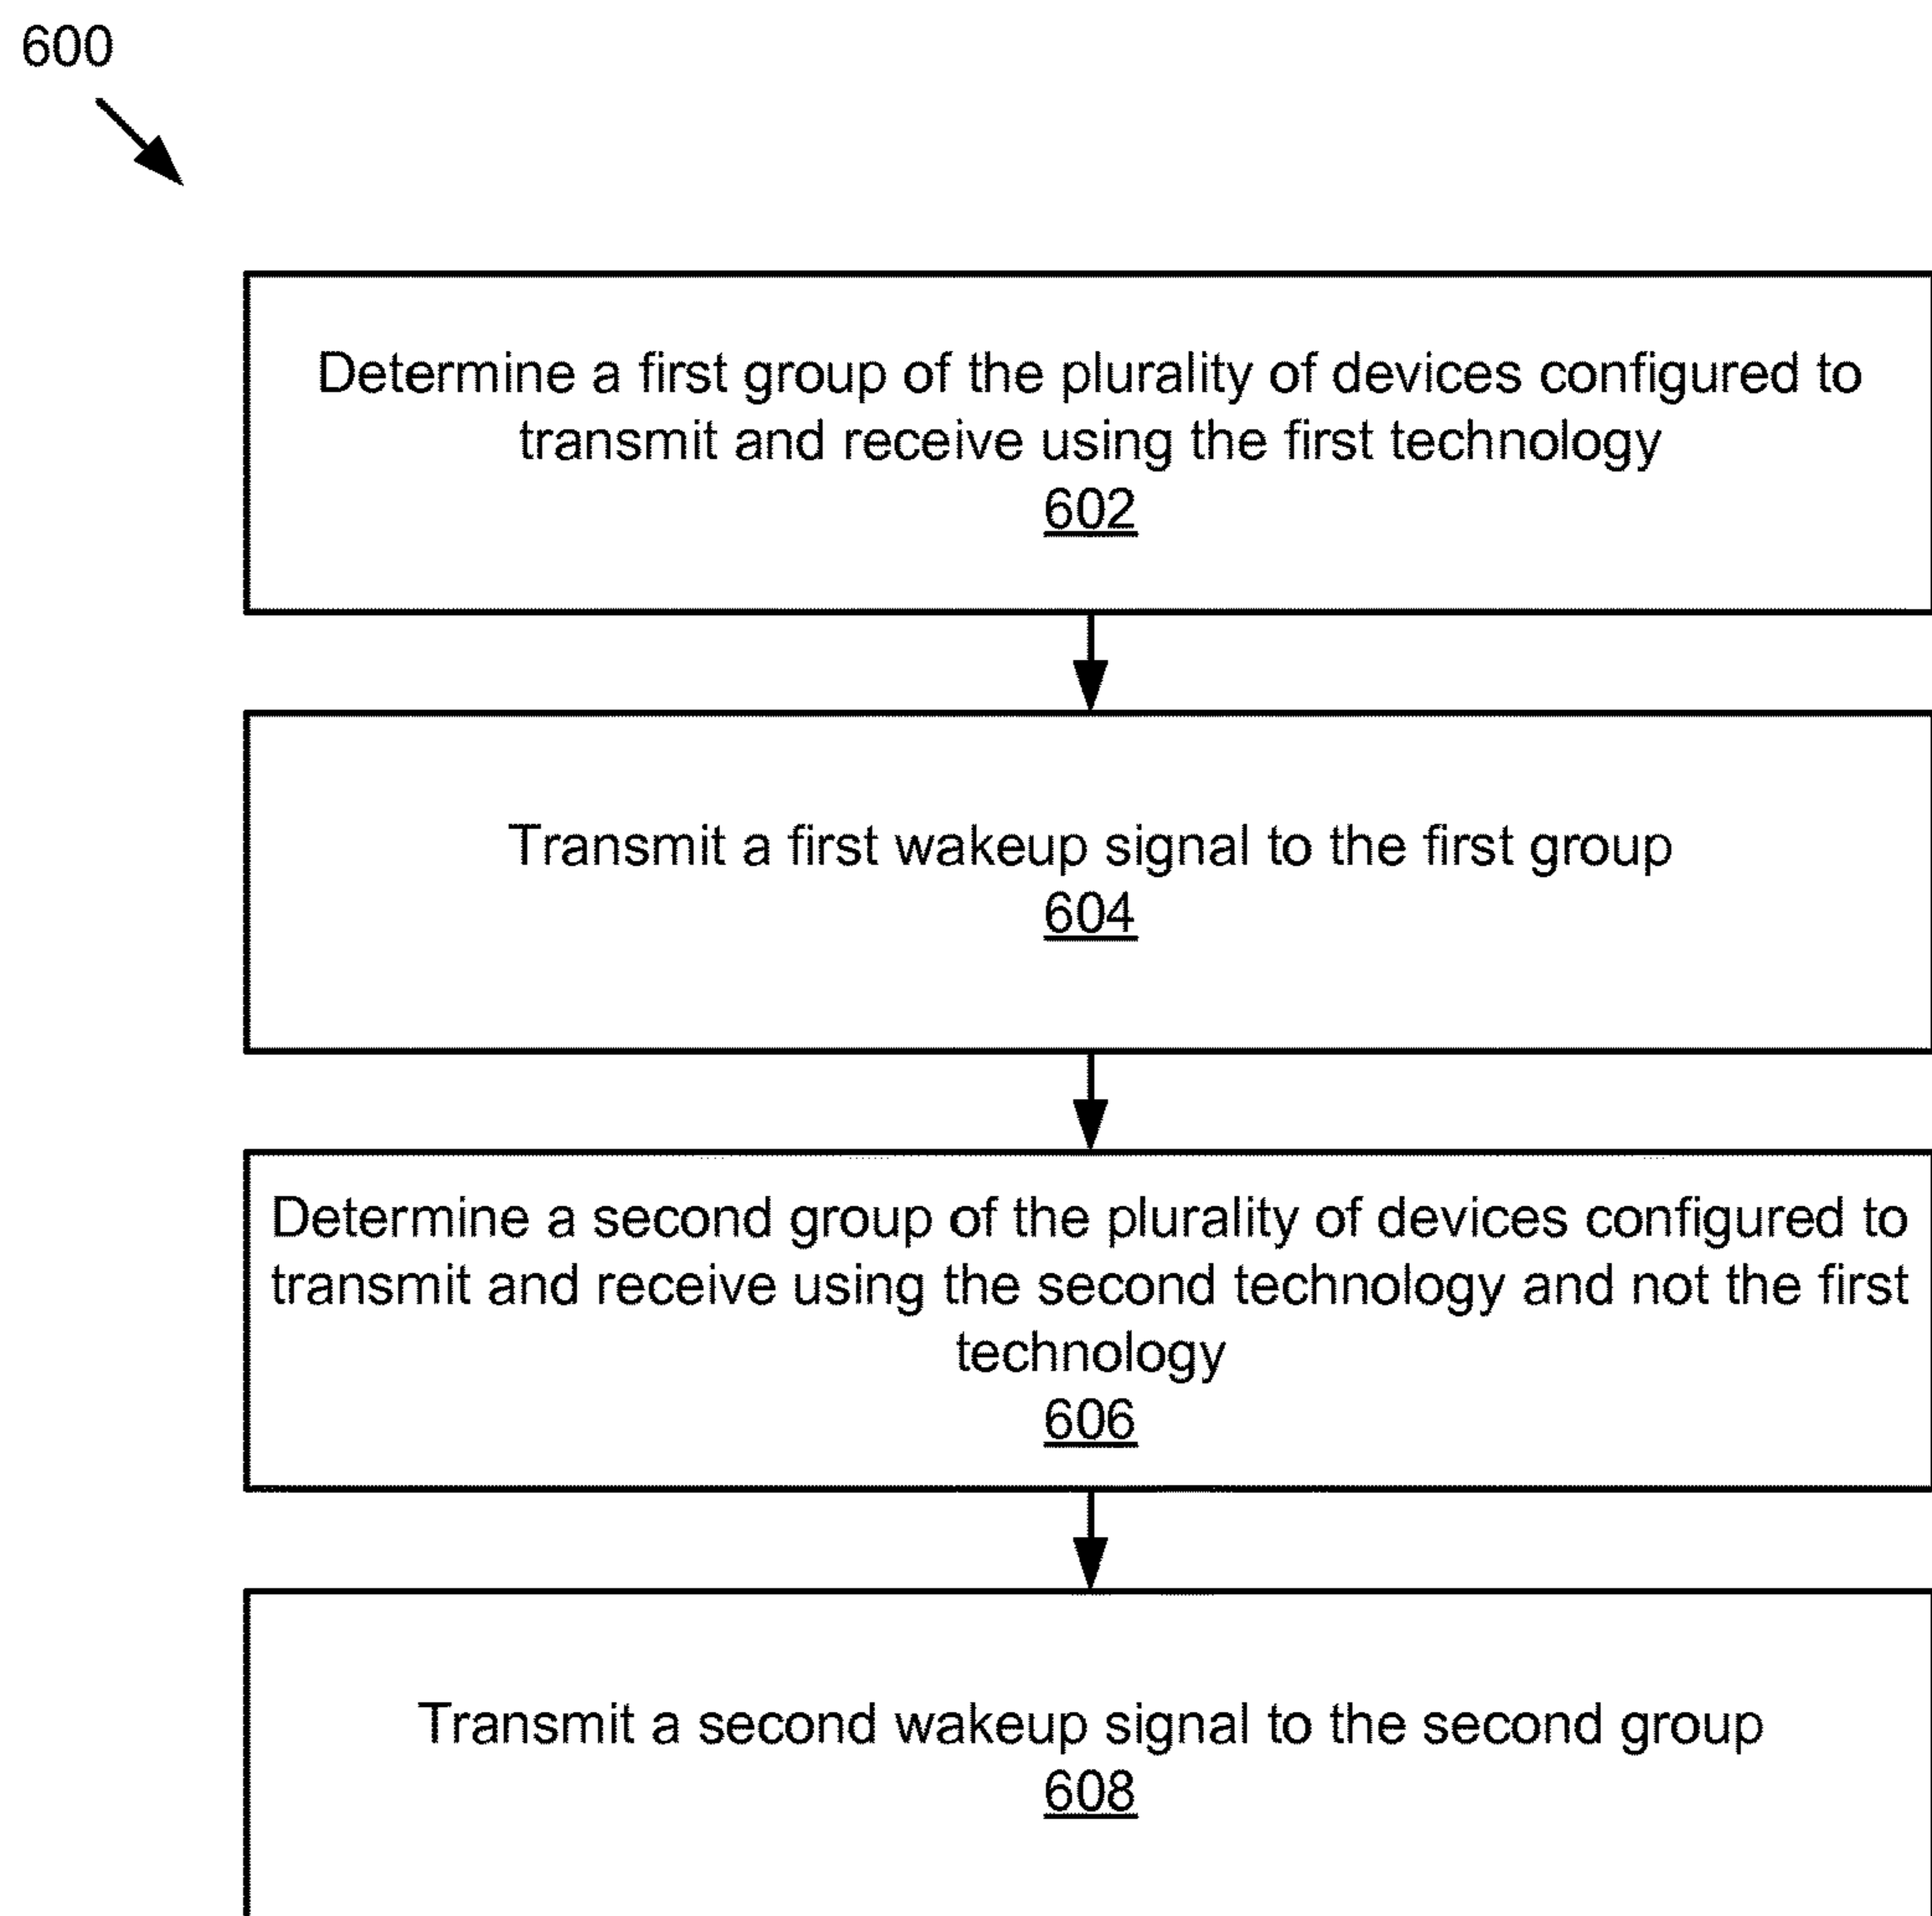 600
Determine a first group of the plurality of devices configured to
transmit and receive using the first technology
602
Transmit a first wakeup signal to the first group
604
Determine a second group of the plurality of devices configured to
transmit and receive using the second technology and not the first
technology
606
Transmit a second wakeup signal to the second group
608